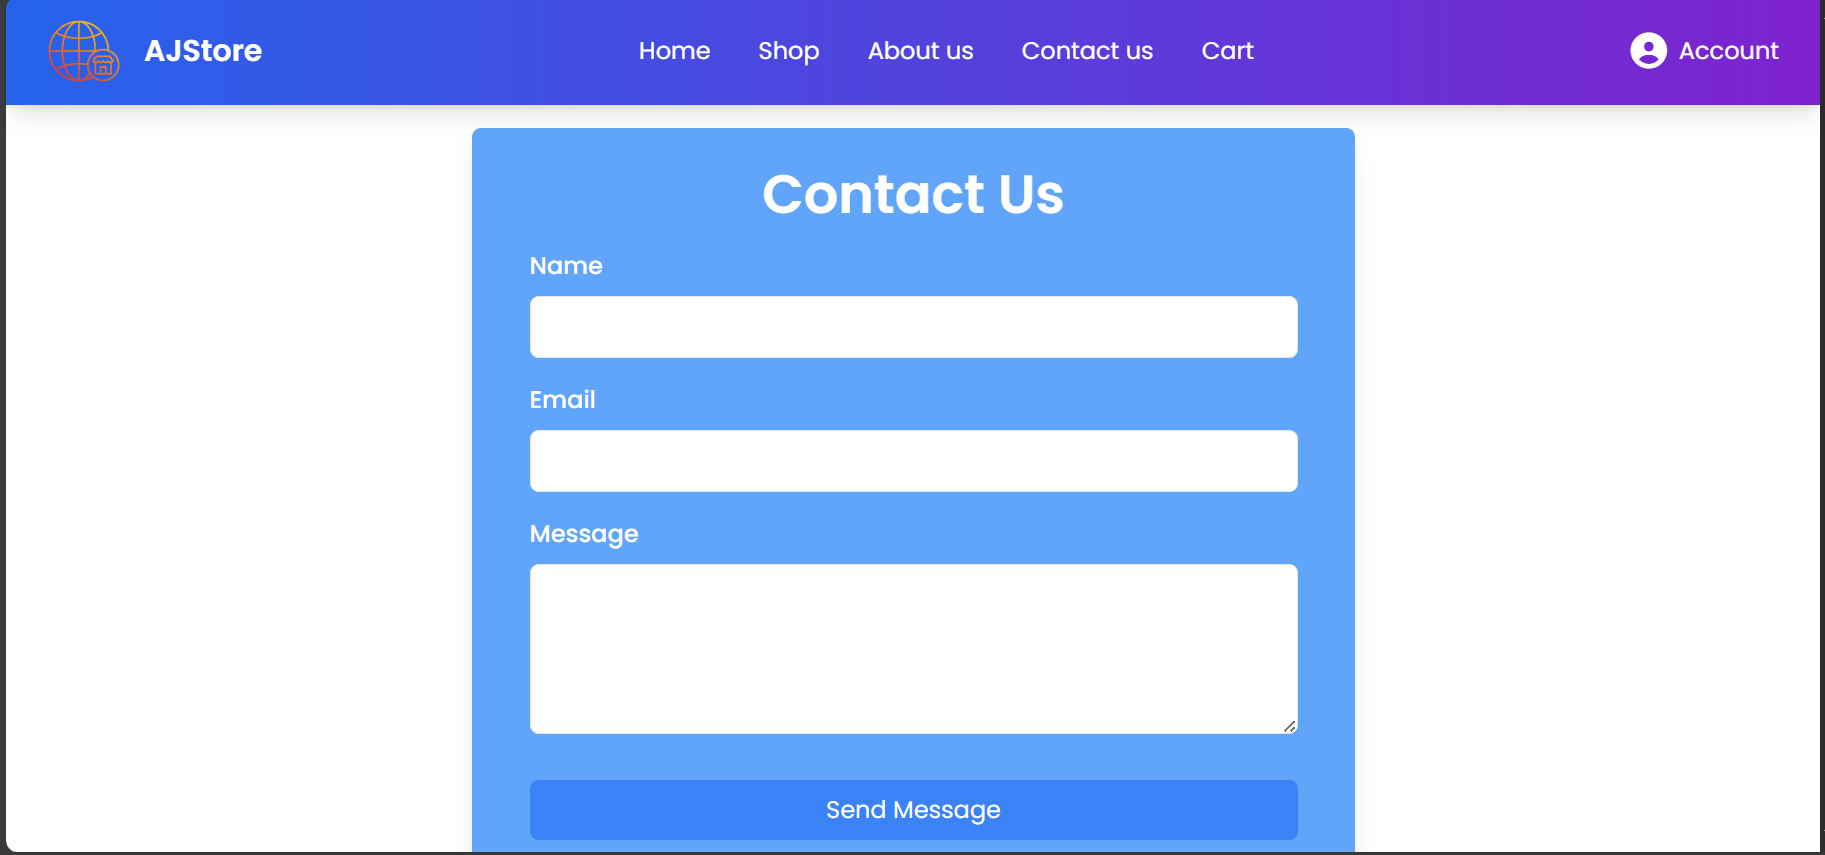 AJStore
Home Shop About us Contact us Cart
Account
Contact Us
Name
Email
Message
Send Message